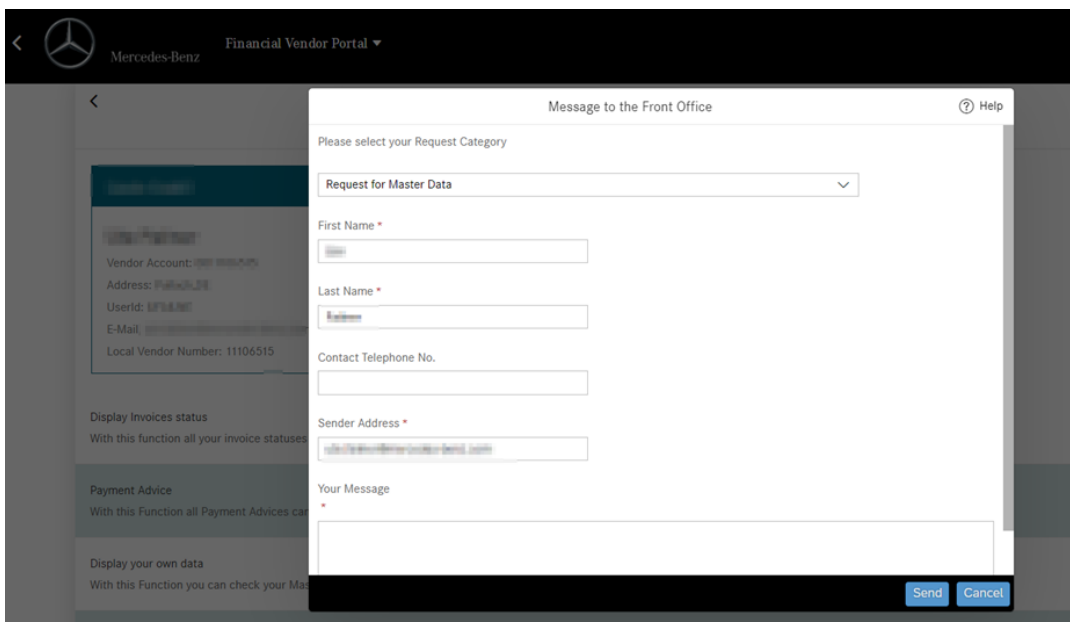 Mercedes-Benz
Financial Vendor Portal
Message to the Front Office
Help
Please select your Request Category
Request for Master Data
First Name *
Last Name *
Contact Telephone No.
Sender Address *
Your Message
*
Send
Cancel
Vendor Account:
Address:
UserId:
E-Mail
Local Vendor Number: 11106515
Display Invoices status
With this function all your invoice statuses
Payment Advice
With this Function all Payment Advices can
Display your own data
With this Function you can check your Mas